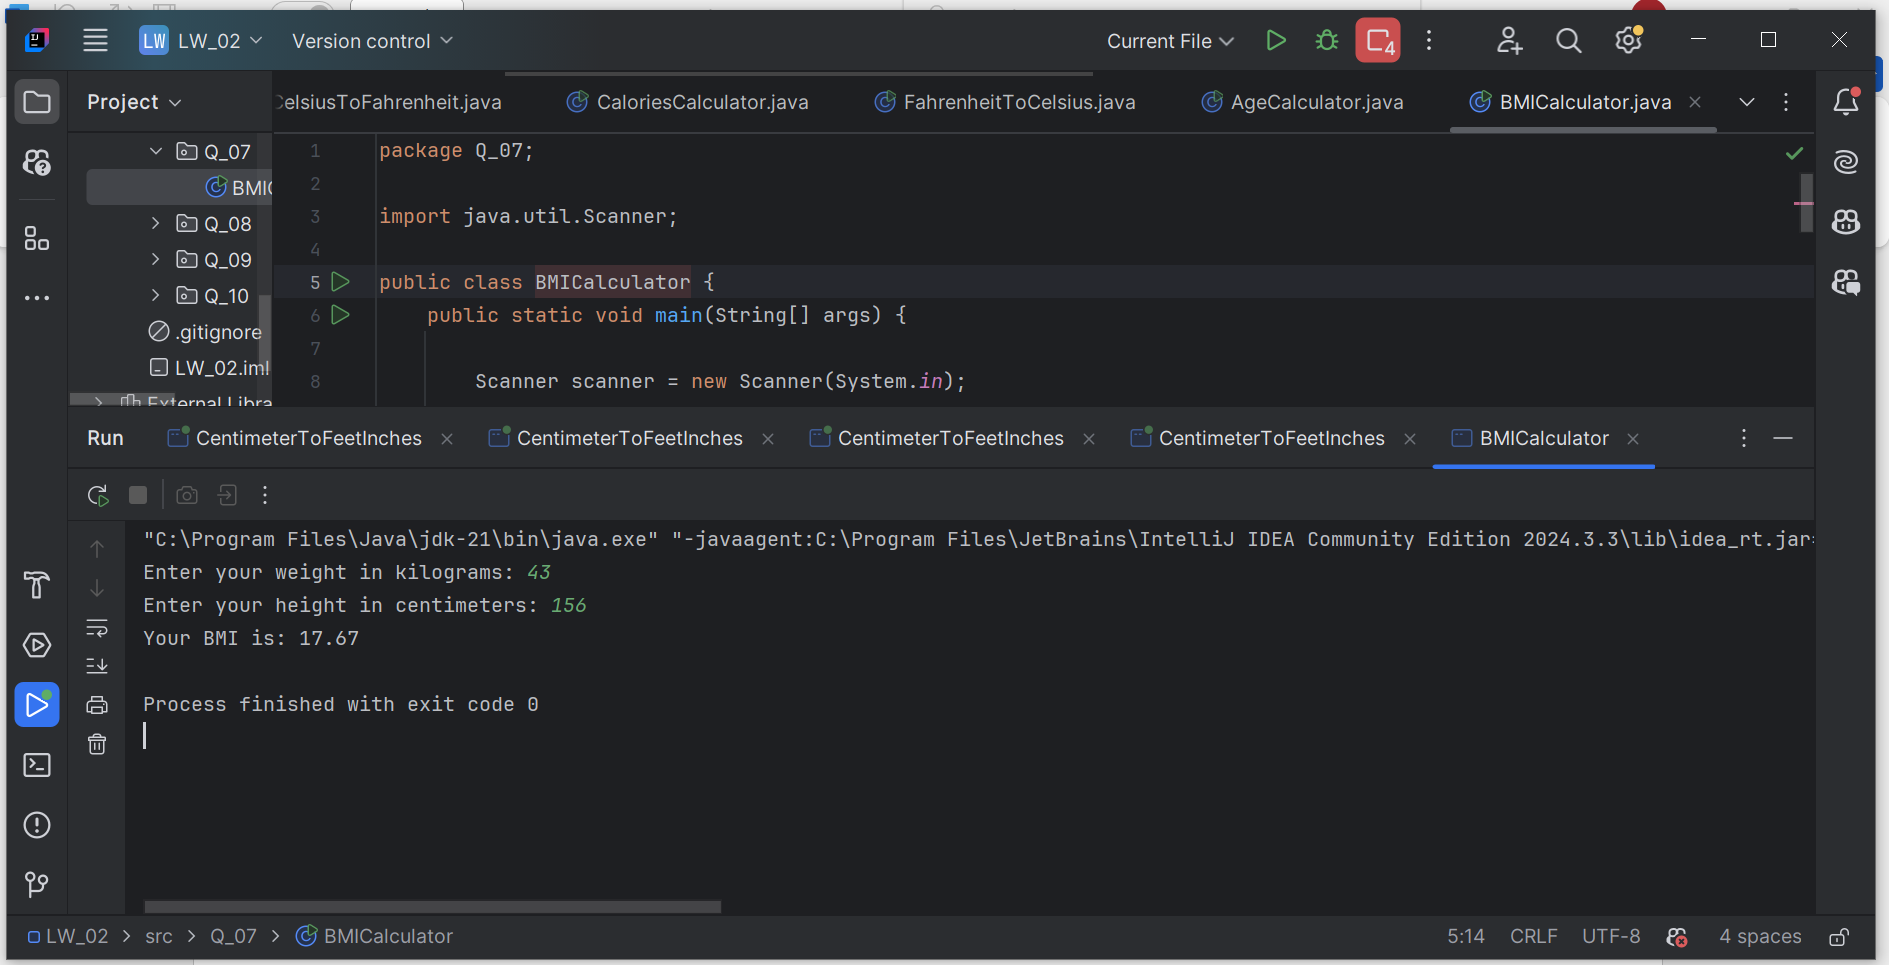 LW LW_02 Version control Current File 4
Project
CelsiusToFahrenheit.java CaloriesCalculator.java FahrenheitToCelsius.java AgeCalculator.java BMICalculator.java
Q_07
BMIC
Q_08
Q_09
Q_10
.gitignore
LW_02.iml
External Libra
1 package Q_07;
2
3 import java.util.Scanner;
4
5 public class BMICalculator {
6 public static void main(String[] args) {
7
8 Scanner scanner = new Scanner(System.in);
Run CentimeterToFeetInches CentimeterToFeetInches CentimeterToFeetInches CentimeterToFeetInches BMICalculator
"C:\Program Files\Java\jdk-21\bin\java.exe" "-javaagent:C:\Program Files\JetBrains\IntelliJ IDEA Community Edition 2024.3.3\lib\idea_rt.jar=
Enter your weight in kilograms: 43
Enter your height in centimeters: 156
Your BMI is: 17.67
Process finished with exit code 0
LW_02 > src > Q_07 > BMICalculator 5:14 CRLF UTF-8 4 spaces